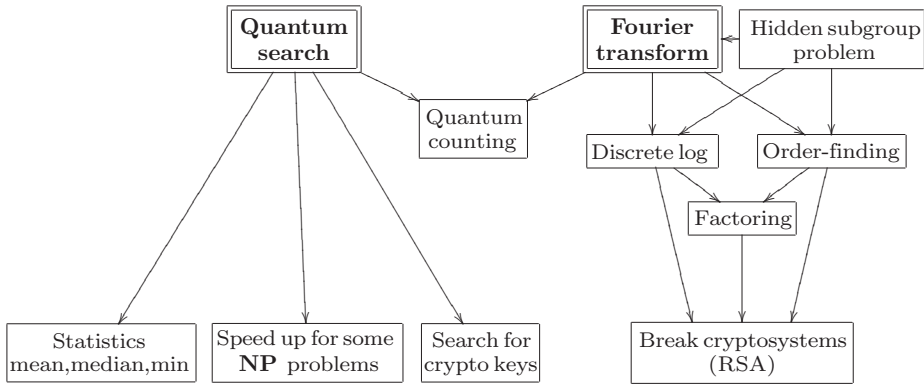 Quantum
search
Fourier
transform
Hidden subgroup
problem
Quantum
counting
Discrete log
Order-finding
Factoring
Statistics
mean,median,min
Speed up for some
NP problems
Search for
crypto keys
Break cryptosystems
(RSA)